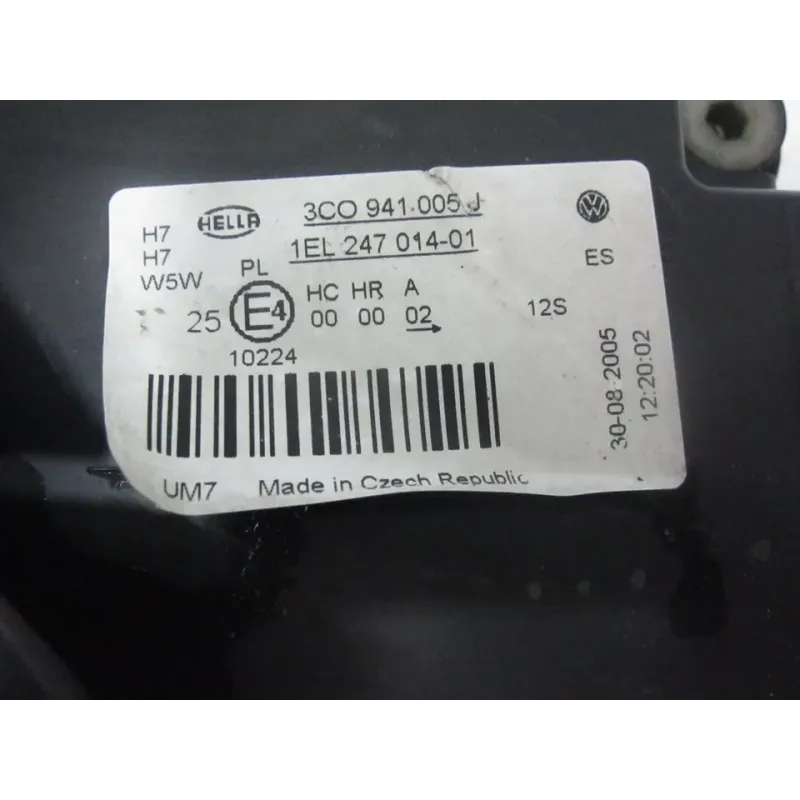 HELLA 3CO 941.005 J
1EL 247 014-01
H7
H7
W5W
PL
25 E4
10224
HC HR A
00 00 02
ES
12S
30-08-2005
12:20:02
UM7 Made in Czech Republic